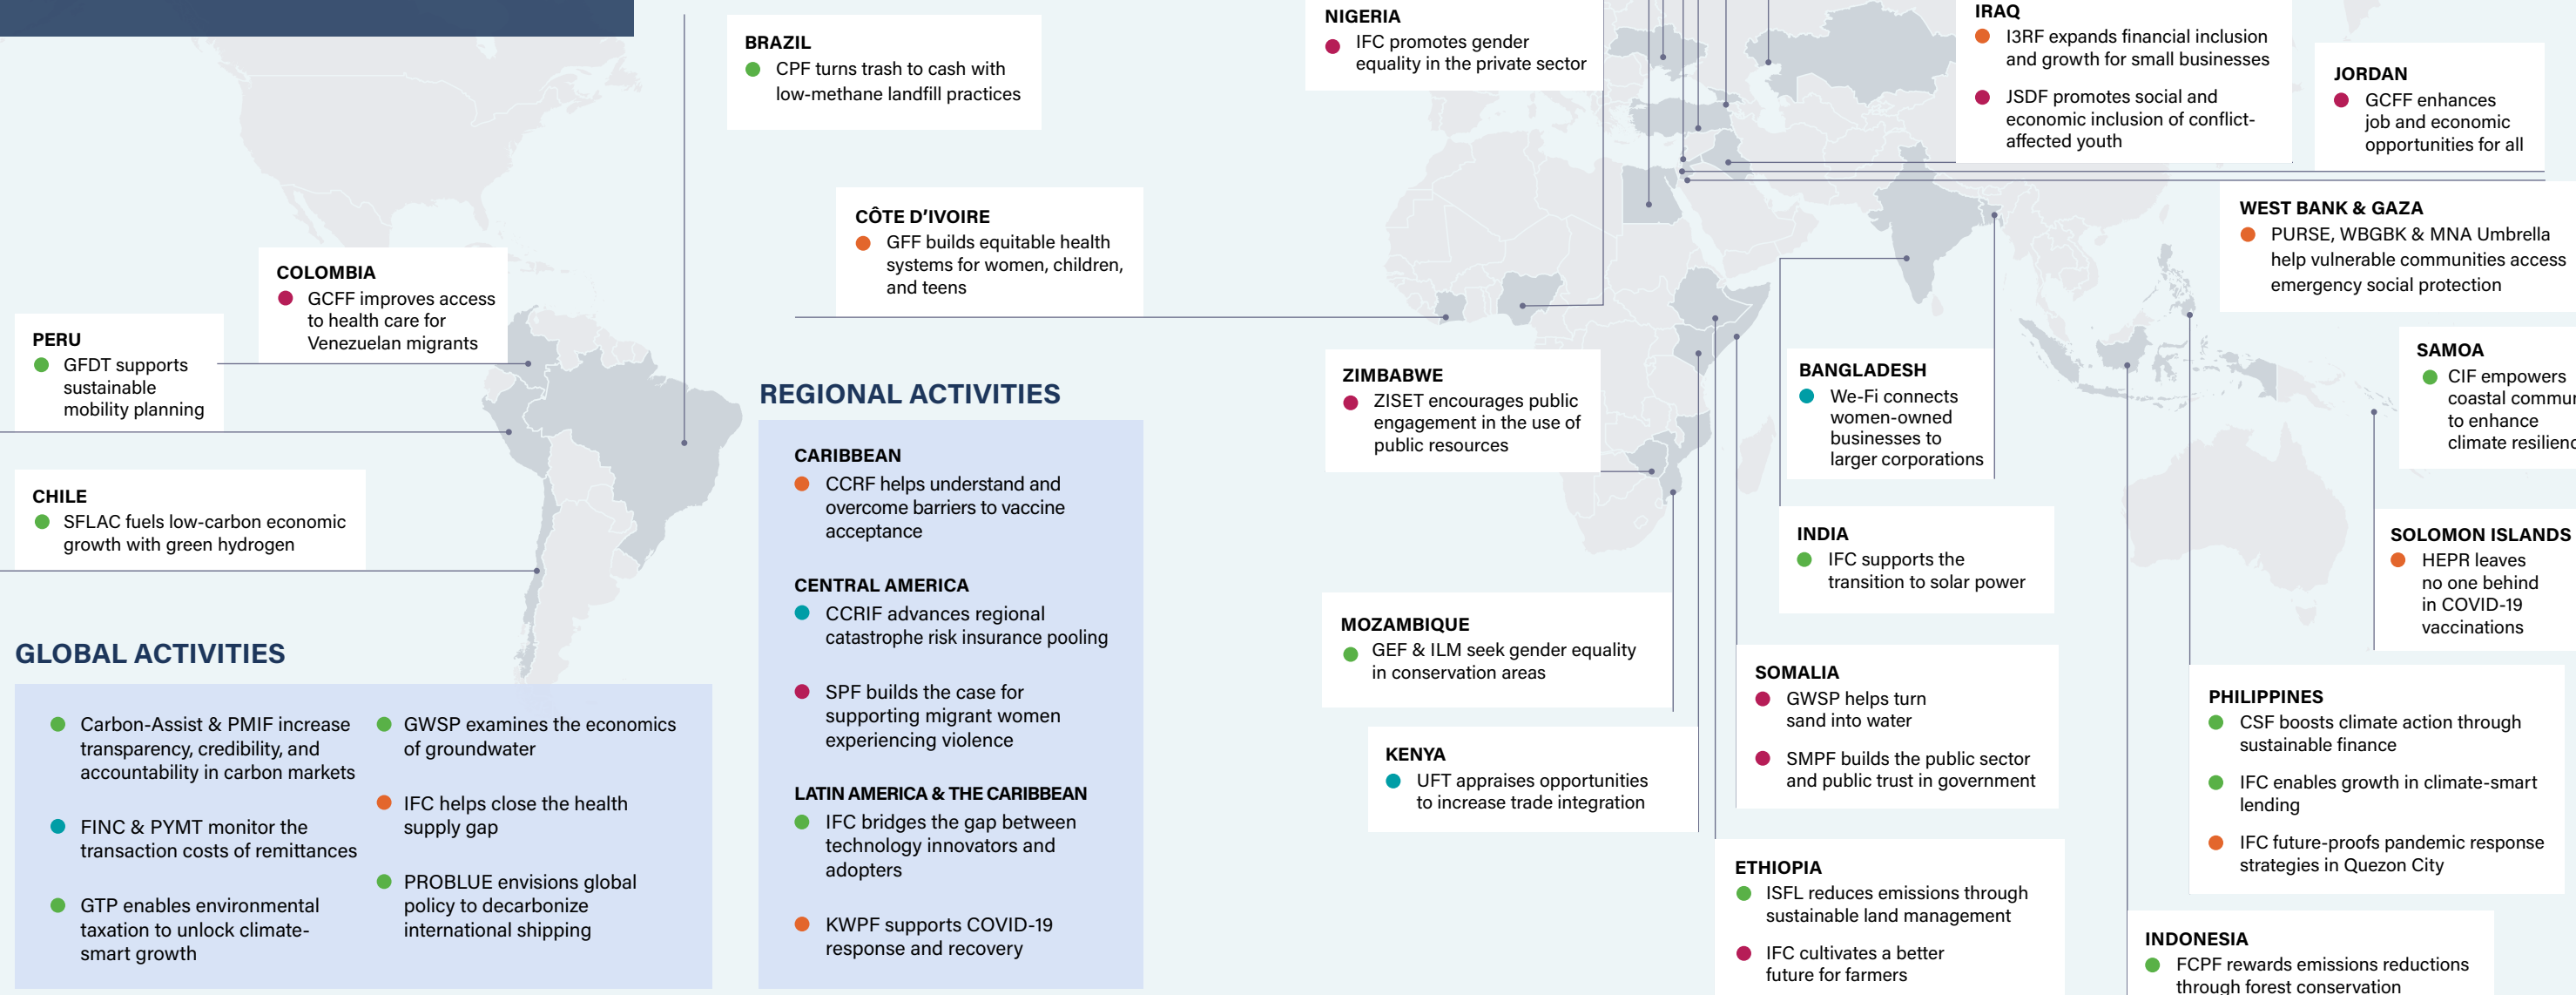 BRAZIL
CPF turns trash to cash with
low-methane landfill practices
NIGERIA
IFC promotes gender
equality in the private sector
IRAQ
I3RF expands financial inclusion
and growth for small businesses
JSDF promotes social and
economic inclusion of conflict-
affected youth
JORDAN
GCFF enhances
job and economic
opportunities for all
CÔTE D’IVOIRE
GFF builds equitable health
systems for women, children,
and teens
WEST BANK & GAZA
PURSE, WBGBK & MNA Umbrella
help vulnerable communities access
emergency social protection
COLOMBIA
GCFF improves access
to health care for
Venezuelan migrants
PERU
GFDT supports
sustainable
mobility planning
CHILE
SFLAC fuels low-carbon economic
growth with green hydrogen
ZIMBABWE
ZISET encourages public
engagement in the use of
public resources
BANGLADESH
We-Fi connects
women-owned
businesses to
larger corporations
SAMOA
CIF empowers
coastal
to enhance
climate
INDIA
IFC supports the
transition to solar power
SOLOMON ISLANDS
HEPR leaves
no one behind
in COVID-19
vaccinations
MOZAMBIQUE
GEF & ILM seek gender equality
in conservation areas
SOMALIA
GWSP helps turn
sand into water
SMPF builds the public sector
and public trust in government
KENYA
UFT appraises opportunities
to increase trade integration
PHILIPPINES
CSF boosts climate action through
sustainable finance
IFC enables growth in climate-smart
lending
IFC future-proofs pandemic response
strategies in Quezon City
ETHIOPIA
ISFL reduces emissions through
sustainable land management
IFC cultivates a better
future for farmers
INDONESIA
FCPF rewards emissions reductions
through forest conservation
GLOBAL ACTIVITIES
Carbon-Assist & PMIF increase
transparency, credibility, and
accountability in carbon markets
FINC & PYMT monitor the
transaction costs of remittances
GTP enables environmental
taxation to unlock climate-
smart growth
GWSP examines the economics
of groundwater
IFC helps close the health
supply gap
PROBLUE envisions global
policy to decarbonize
international shipping
REGIONAL ACTIVITIES
CARIBBEAN
CCRF helps understand and
overcome barriers to vaccine
acceptance
CENTRAL AMERICA
CCRIF advances regional
catastrophe risk insurance pooling
SPF builds the case for
supporting migrant women
experiencing violence
LATIN AMERICA & THE CARIBBEAN
IFC bridges the gap between
technology innovators and
adopters
KWPF supports COVID-19
response and recovery